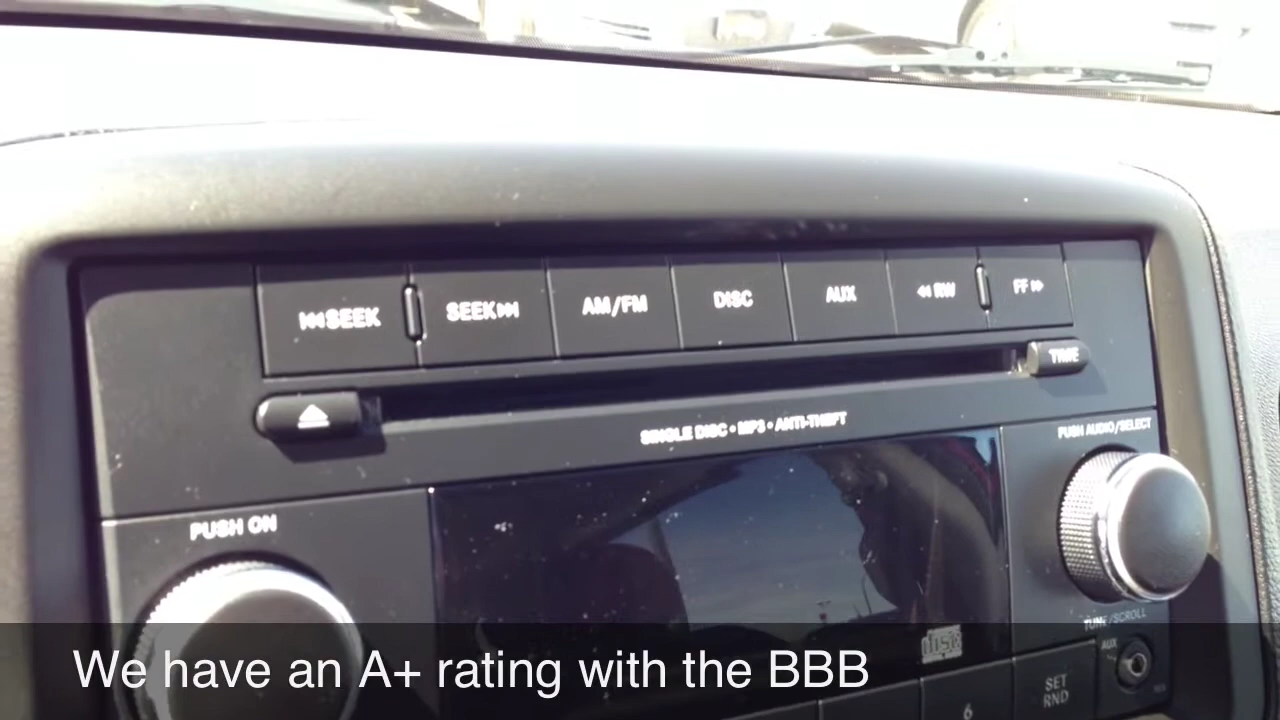 SEEK
SEEK
AM/FM
DISC
AUX
RW
FF
TIME
SINGLE DISC • MP3 • ANTI-THEFT
PUSH AUDIO/SELECT
PUSH ON
TUNE/SCROLL
disc
AUX
SET
RND
6
We have an A+ rating with the BBB